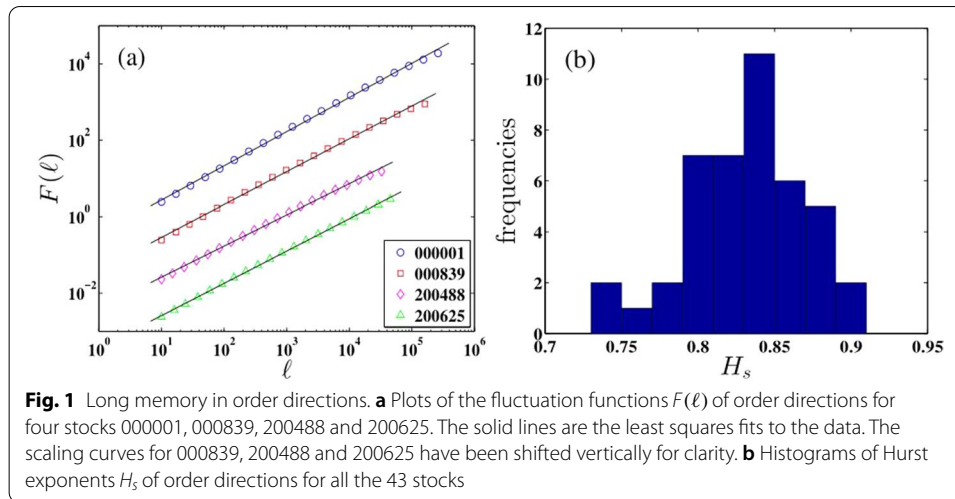 (a)
F(ℓ)
10^4
10^2
10^0
10^−2
000001
000839
200488
200625
10^0 10^1 10^2 10^3 10^4 10^5 10^6
ℓ
(b)
frequencies
12
10
8
6
4
2
0
0.7 0.75 0.8 0.85 0.9 0.95
H_s
Fig. 1 Long memory in order directions. a Plots of the fluctuation functions F(ℓ) of order directions for
four stocks 000001, 000839, 200488 and 200625. The solid lines are the least squares fits to the data. The
scaling curves for 000839, 200488 and 200625 have been shifted vertically for clarity. b Histograms of Hurst
exponents H_s of order directions for all the 43 stocks